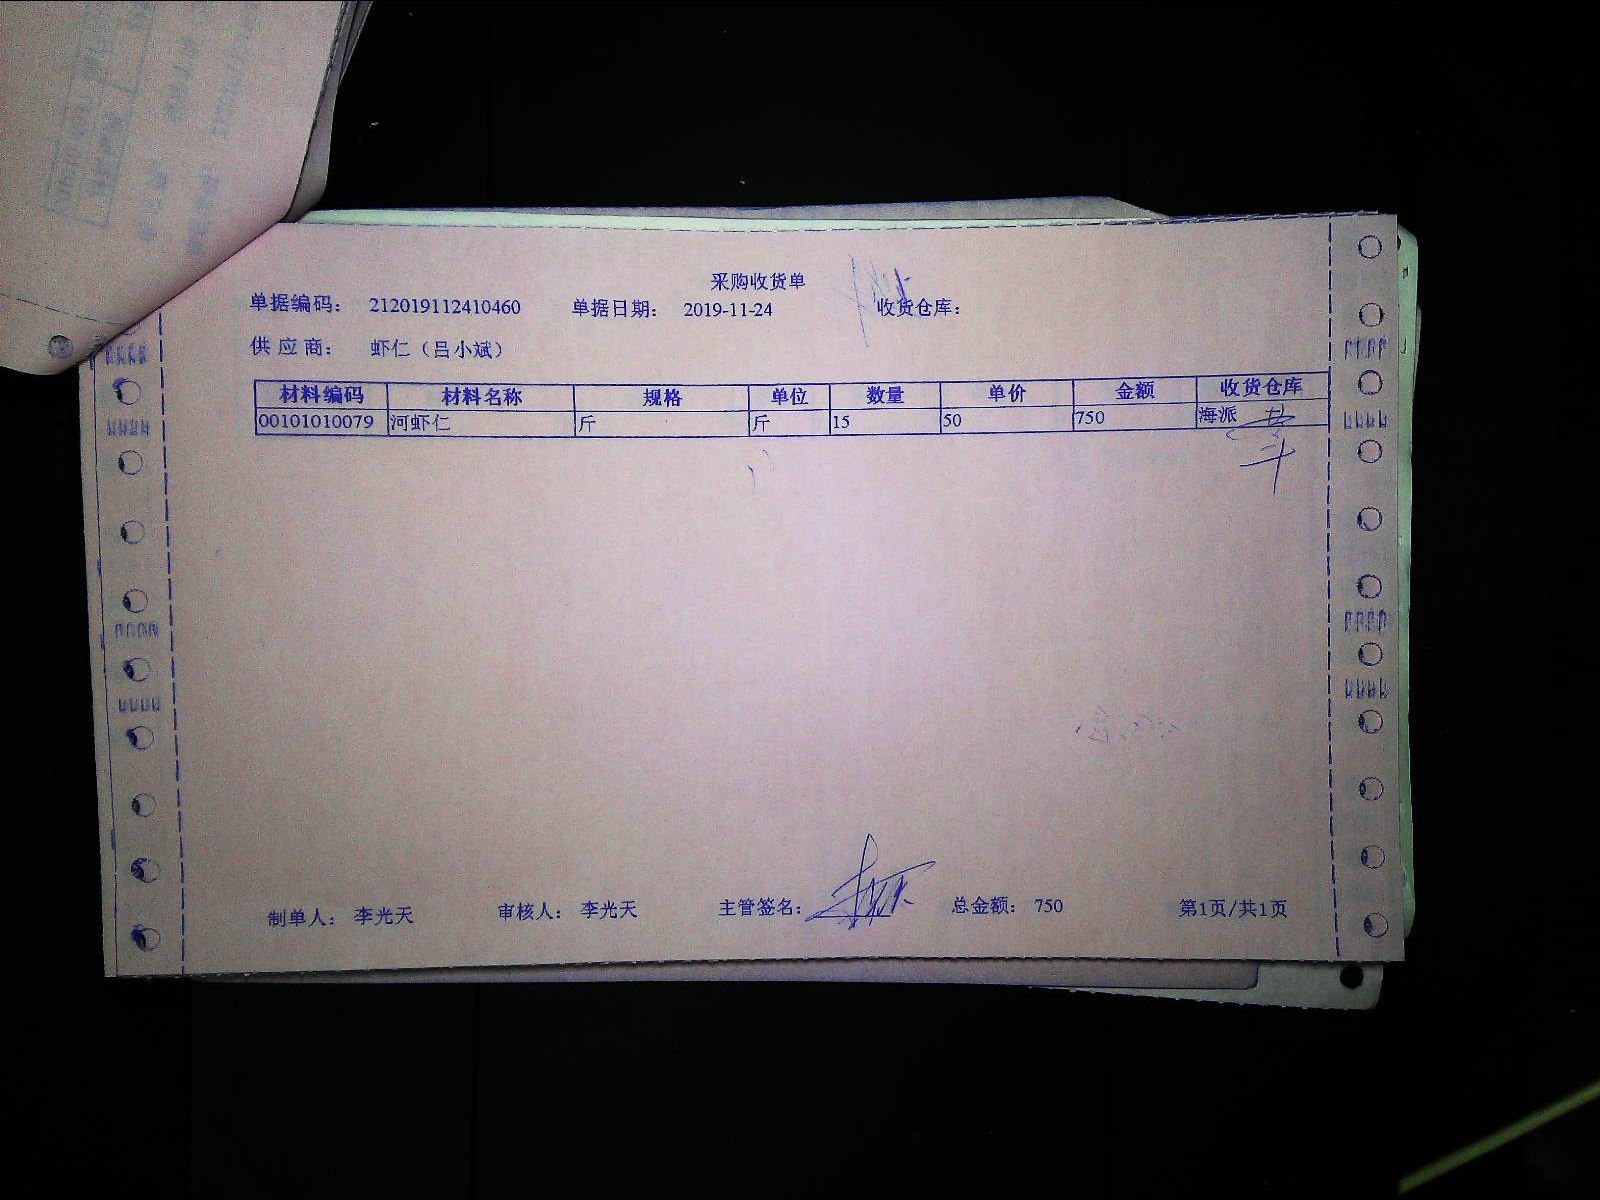 采购收货单
单据编码： 212019112410460 单据日期： 2019-11-24 收货仓库：
供应商： 虾仁（吕小斌）
材料编码 材料名称 规格 单位 数量 单价 金额 收货仓库
00101010079 河虾仁 斤 斤 15 50 750 海派
制单人： 李光天 审核人： 李光天 主管签名： 总金额： 750 第1页/共1页